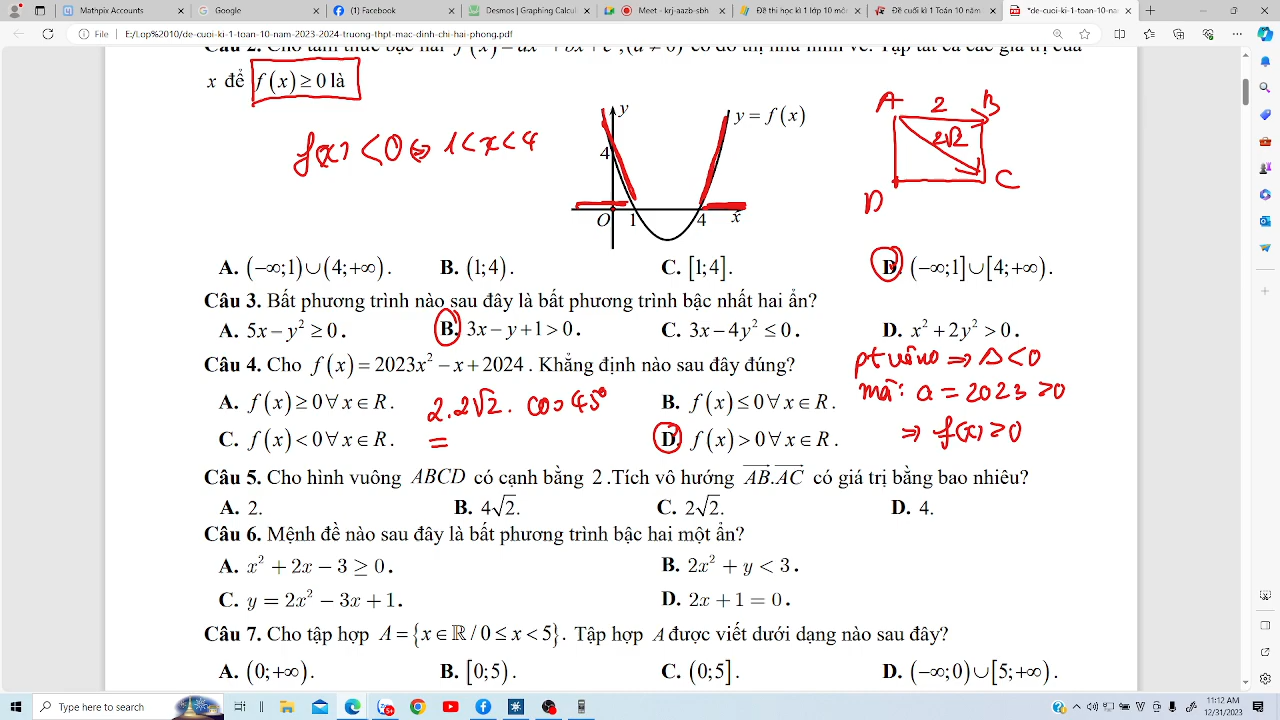 Matnpix Accounts
Google
(1) Facebook
Desmos | Graphing Calcu
Meet - krj-aazb-sbh
Đề thi học kì 1 lớp 10 môn
Đề cuối kì 1 Toán 10 năm
*de-cuoi-ki-1-toan-10-nam
File
E:/Lop%2010/de-cuoi-ki-1-toan-10-nam-2023-2024-truong-thpt-mac-dinh-chi-hai-phong.pdf
x để f(x) ≥ 0 là
f(x) < 0 ⇔ 1 < x < 4
y
y = f(x)
4
O 1 4 x
A 2 B
2√2
D C
A. (−∞;1)∪(4;+∞). B. (1;4). C. [1;4]. D. (−∞;1]∪[4;+∞).
Câu 3. Bất phương trình nào sau đây là bất phương trình bậc nhất hai ẩn?
A. 5x − y² ≥ 0. B. 3x − y + 1 > 0. C. 3x − 4y² ≤ 0. D. x² + 2y² > 0.
Câu 4. Cho f(x) = 2023x² − x + 2024. Khẳng định nào sau đây đúng?
pt vô no ⇒ Δ < 0
A. f(x) ≥ 0 ∀x ∈ R. B. f(x) ≤ 0 ∀x ∈ R.
2.2√2. cos 45°
mà: a = 2023 > 0
C. f(x) < 0 ∀x ∈ R. D. f(x) > 0 ∀x ∈ R.
=
⇒ f(x) ≥ 0
Câu 5. Cho hình vuông ABCD có cạnh bằng 2.Tích vô hướng AB.AC có giá trị bằng bao nhiêu?
A. 2. B. 4√2. C. 2√2. D. 4.
Câu 6. Mệnh đề nào sau đây là bất phương trình bậc hai một ẩn?
A. x² + 2x − 3 ≥ 0. B. 2x² + y < 3.
C. y = 2x² − 3x + 1. D. 2x + 1 = 0.
Câu 7. Cho tập hợp A = {x ∈ ℝ / 0 ≤ x < 5}. Tập hợp A được viết dưới dạng nào sau đây?
A. (0;+∞). B. [0;5). C. (0;5]. D. (−∞;0)∪[5;+∞).
Type here to search
11:12 AM
12/31/2023